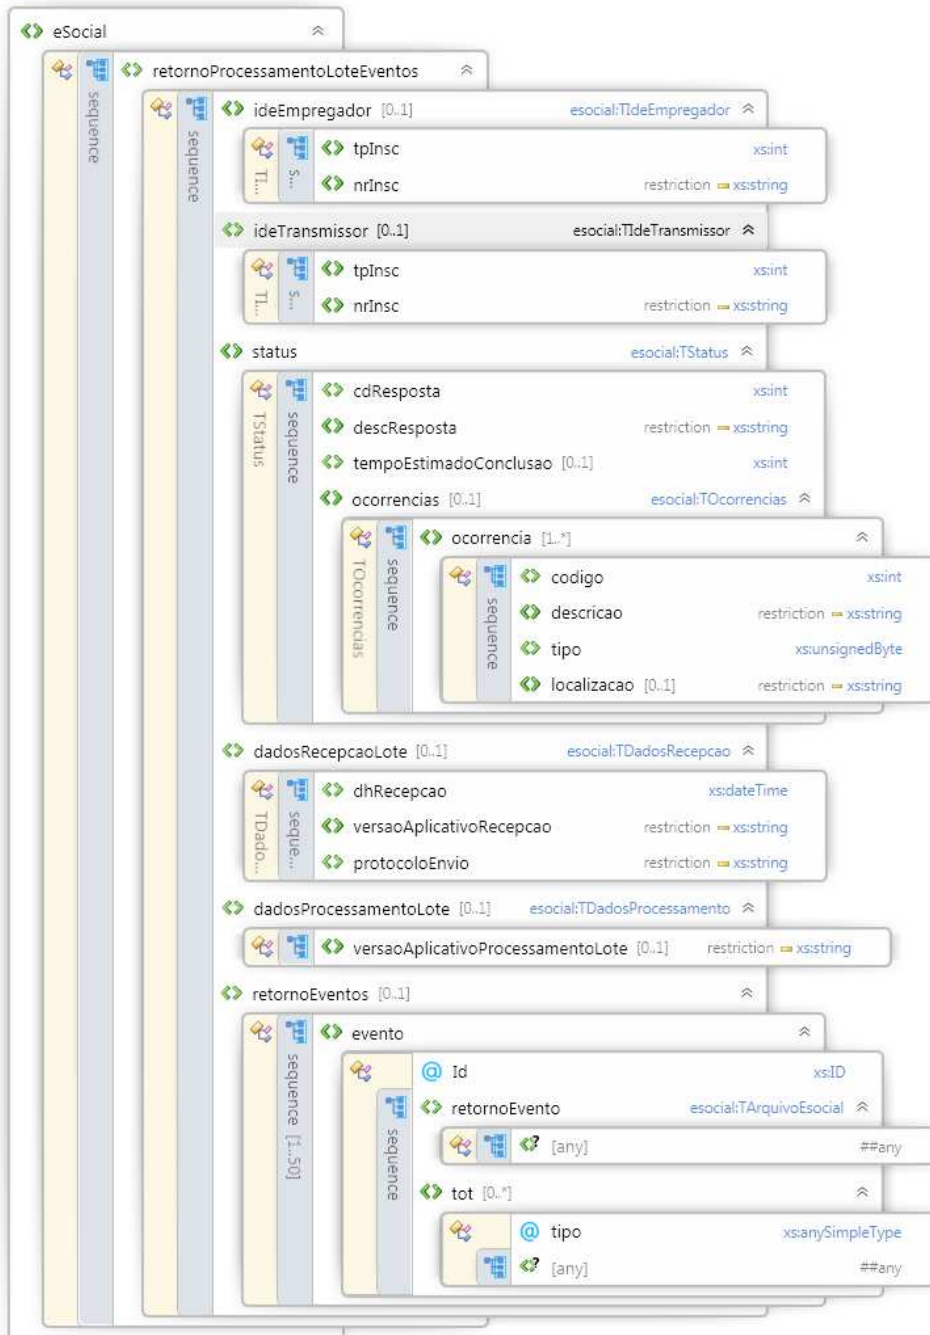 eSocial
sequence
retornoProcessamentoLoteEventos
sequence
ideEmpregador [0..1] esocial:TIdeEmpregador
TI... s...
tpInsc xs:int
nrInsc restriction xs:string
ideTransmissor [0..1] esocial:TIdeTransmissor
TI... s...
tpInsc xs:int
nrInsc restriction xs:string
status esocial:TStatus
TStatus sequence
cdResposta xs:int
descResposta restriction xs:string
tempoEstimadoConclusao [0..1] xs:int
ocorrencias [0..1] esocial:TOcorrencias
TOcorrencias sequence
ocorrencia [1..*]
sequence
codigo xs:int
descricao restriction xs:string
tipo xs:unsignedByte
localizacao [0..1] restriction xs:string
dadosRecepcaoLote [0..1] esocial:TDadosRecepcao
TDado... seque...
dhRecepcao xs:dateTime
versaoAplicativoRecepcao restriction xs:string
protocoloEnvio restriction xs:string
dadosProcessamentoLote [0..1] esocial:TDadosProcessamento
versaoAplicativoProcessamentoLote [0..1] restriction xs:string
retornoEventos [0..1]
sequence [1..50]
evento
sequence
@ Id xs:ID
retornoEvento esocial:TArquivoEsocial
? [any] ##any
tot [0..*]
@ tipo xs:anySimpleType
? [any] ##any